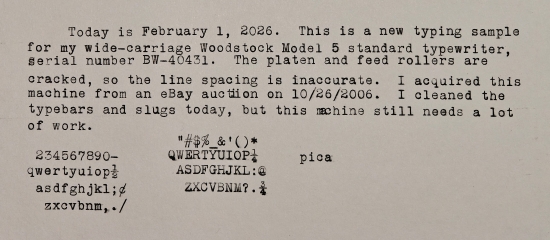 Today is February 1, 2026. This is a new typing sample
for my wide-carriage Woodstock Model 5 standard typewriter,
serial number BW-40431. The platen and feed rollers are
cracked, so the line spacing is inaccurate. I acquired this
machine from an eBay auction on 10/26/2006. I cleaned the
typebars and slugs today, but this machine still needs a lot
of work.
"#$%_&'()*
234567890- QWERTYUIOP¼ pica
qwertyuiop½ ASDFGHJKL:@
asdfghjkl;¢ ZXCVBNM?.¾
zxcvbnm,./